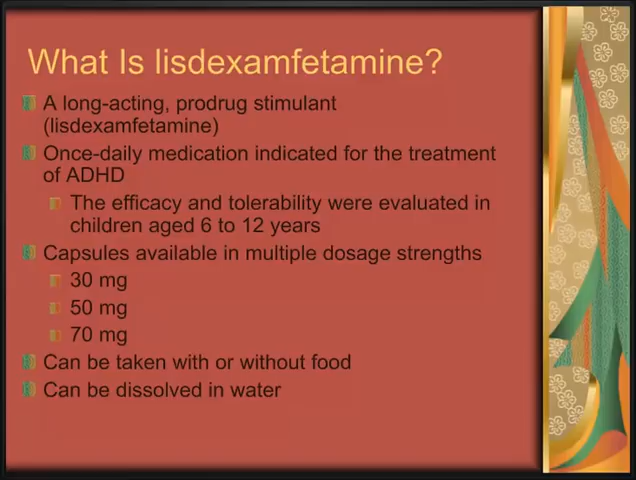 What Is lisdexamfetamine?
A long-acting, prodrug stimulant
(lisdexamfetamine)
Once-daily medication indicated for the treatment
of ADHD
The efficacy and tolerability were evaluated in
children aged 6 to 12 years
Capsules available in multiple dosage strengths
30 mg
50 mg
70 mg
Can be taken with or without food
Can be dissolved in water